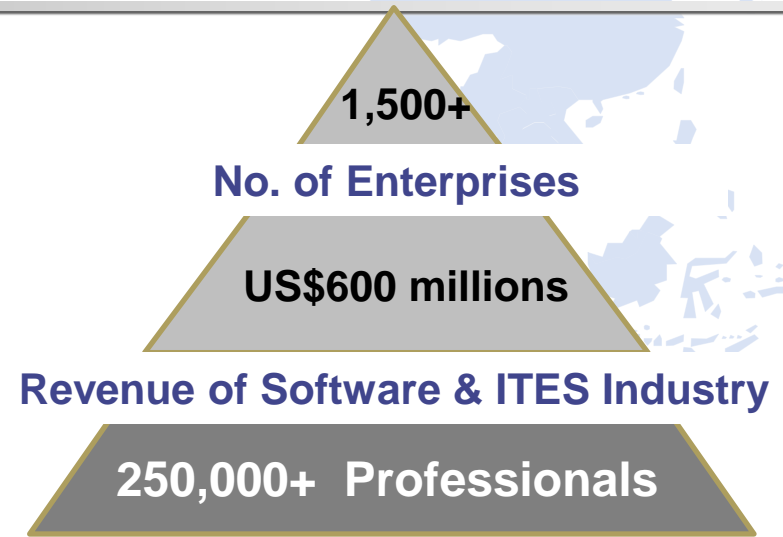 1,500+
No. of Enterprises
US$600 millions
Revenue of Software & ITES Industry
250,000+ Professionals